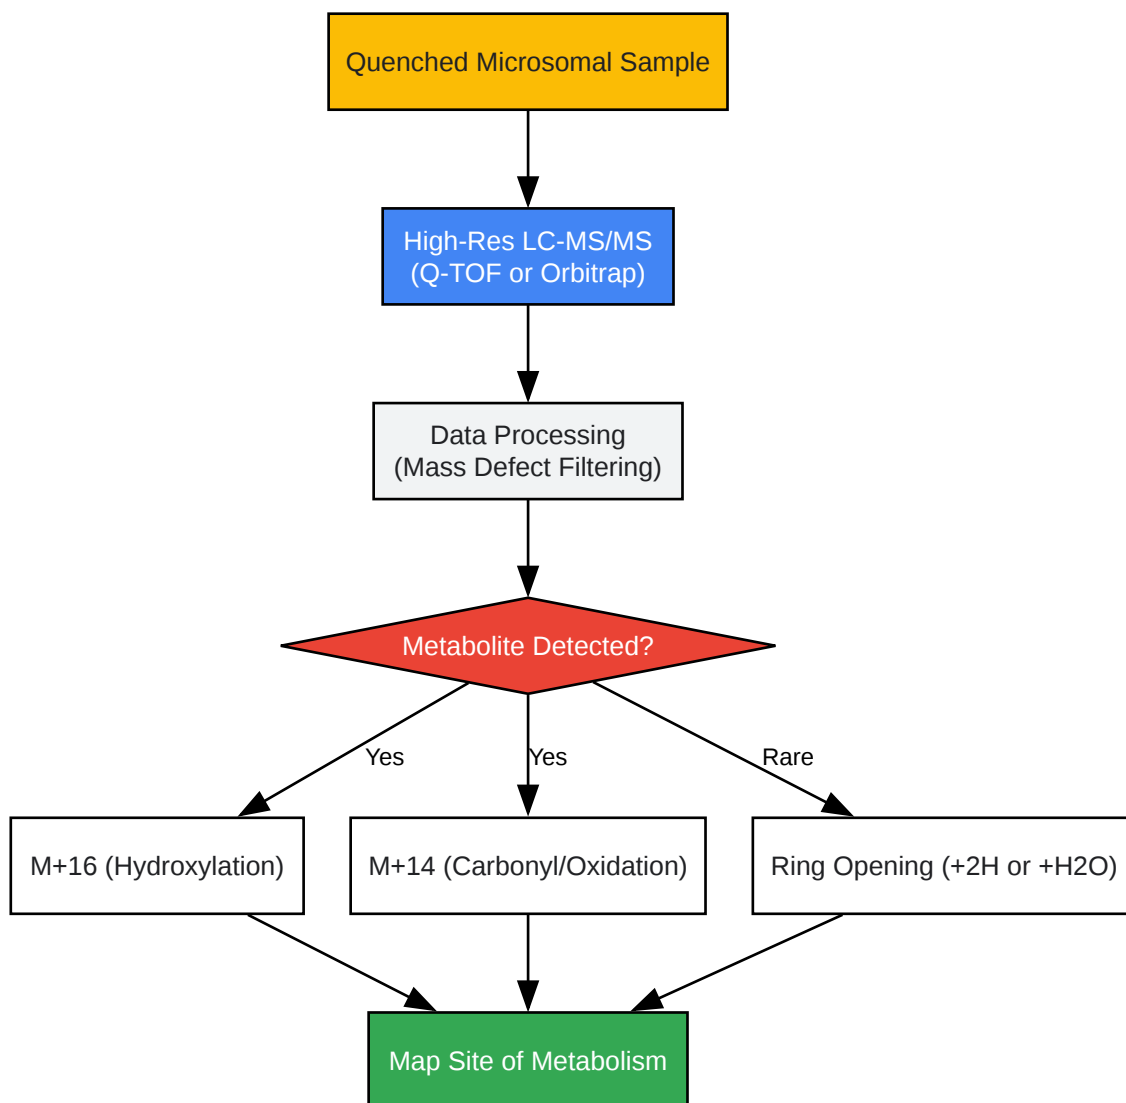 Quenched Microsomal Sample
High-Res LC-MS/MS
(Q-TOF or Orbitrap)
Data Processing
(Mass Defect Filtering)
Metabolite Detected?
Yes
Yes
Rare
M+16 (Hydroxylation)
M+14 (Carbonyl/Oxidation)
Ring Opening (+2H or +H2O)
Map Site of Metabolism